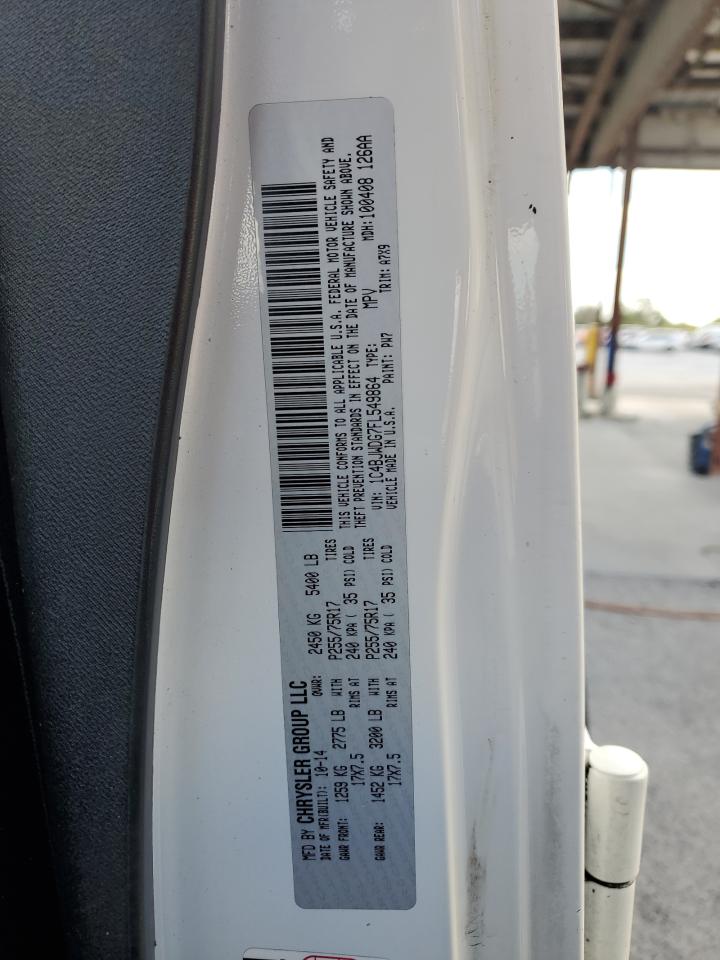 MFD BY CHRYSLER GROUP LLC
DATE OF MFR(BUILT): 10-14 GVWR: 2450 KG 5400 LB
GAWR FRONT: 1259 KG 2775 LB WITH P255/75R17 TIRES
17X7.5 RIMS AT 240 KPA ( 35 PSI) COLD
GAWR REAR: 1452 KG 3200 LB WITH P255/75R17 TIRES
17X7.5 RIMS AT 240 KPA ( 35 PSI) COLD
THIS VEHICLE CONFORMS TO ALL APPLICABLE U.S.A. FEDERAL MOTOR VEHICLE SAFETY AND
THEFT PREVENTION STANDARDS IN EFFECT ON THE DATE OF MANUFACTURE SHOWN ABOVE.
VIN: 1C4BJWDG7FL549864 TYPE: MPV MDH: 100408 126AA
VEHICLE MADE IN U.S.A. PAINT: PW7 TRIM: A7X9